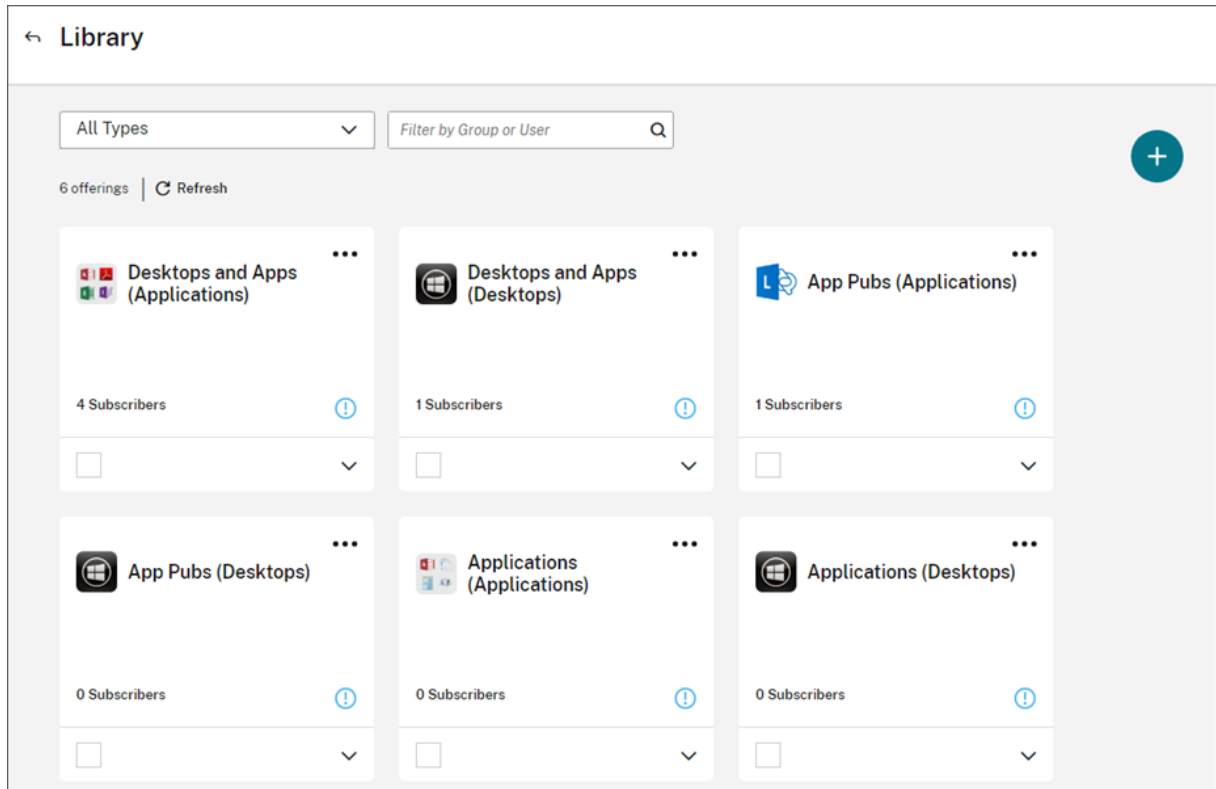 Library
All Types
Filter by Group or User
6 offerings
Refresh
Desktops and Apps
(Applications)
4 Subscribers
Desktops and Apps
(Desktops)
1 Subscribers
App Pubs (Applications)
1 Subscribers
App Pubs (Desktops)
0 Subscribers
Applications
(Applications)
0 Subscribers
Applications (Desktops)
0 Subscribers